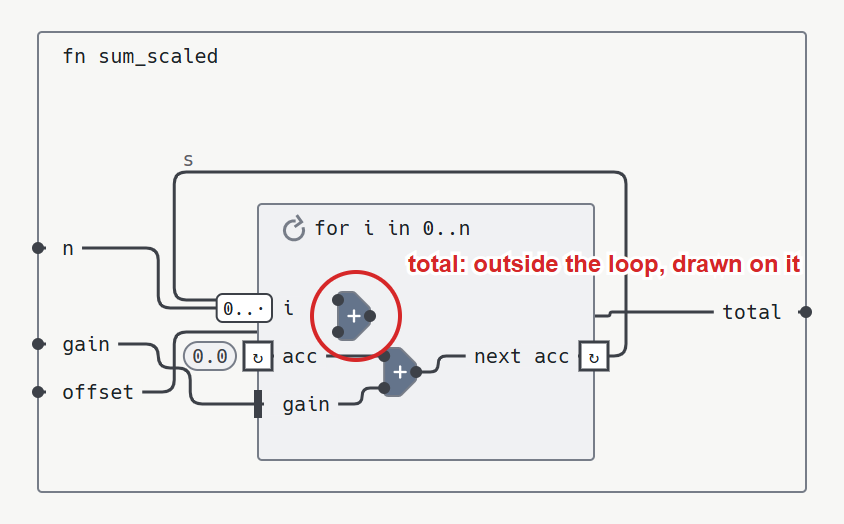 fn sum_scaled
s
for i in 0..n
n
total: outside the loop, drawn on it
0..·
i
+
total
gain
0.0
↻
acc
+
next acc
↻
offset
gain